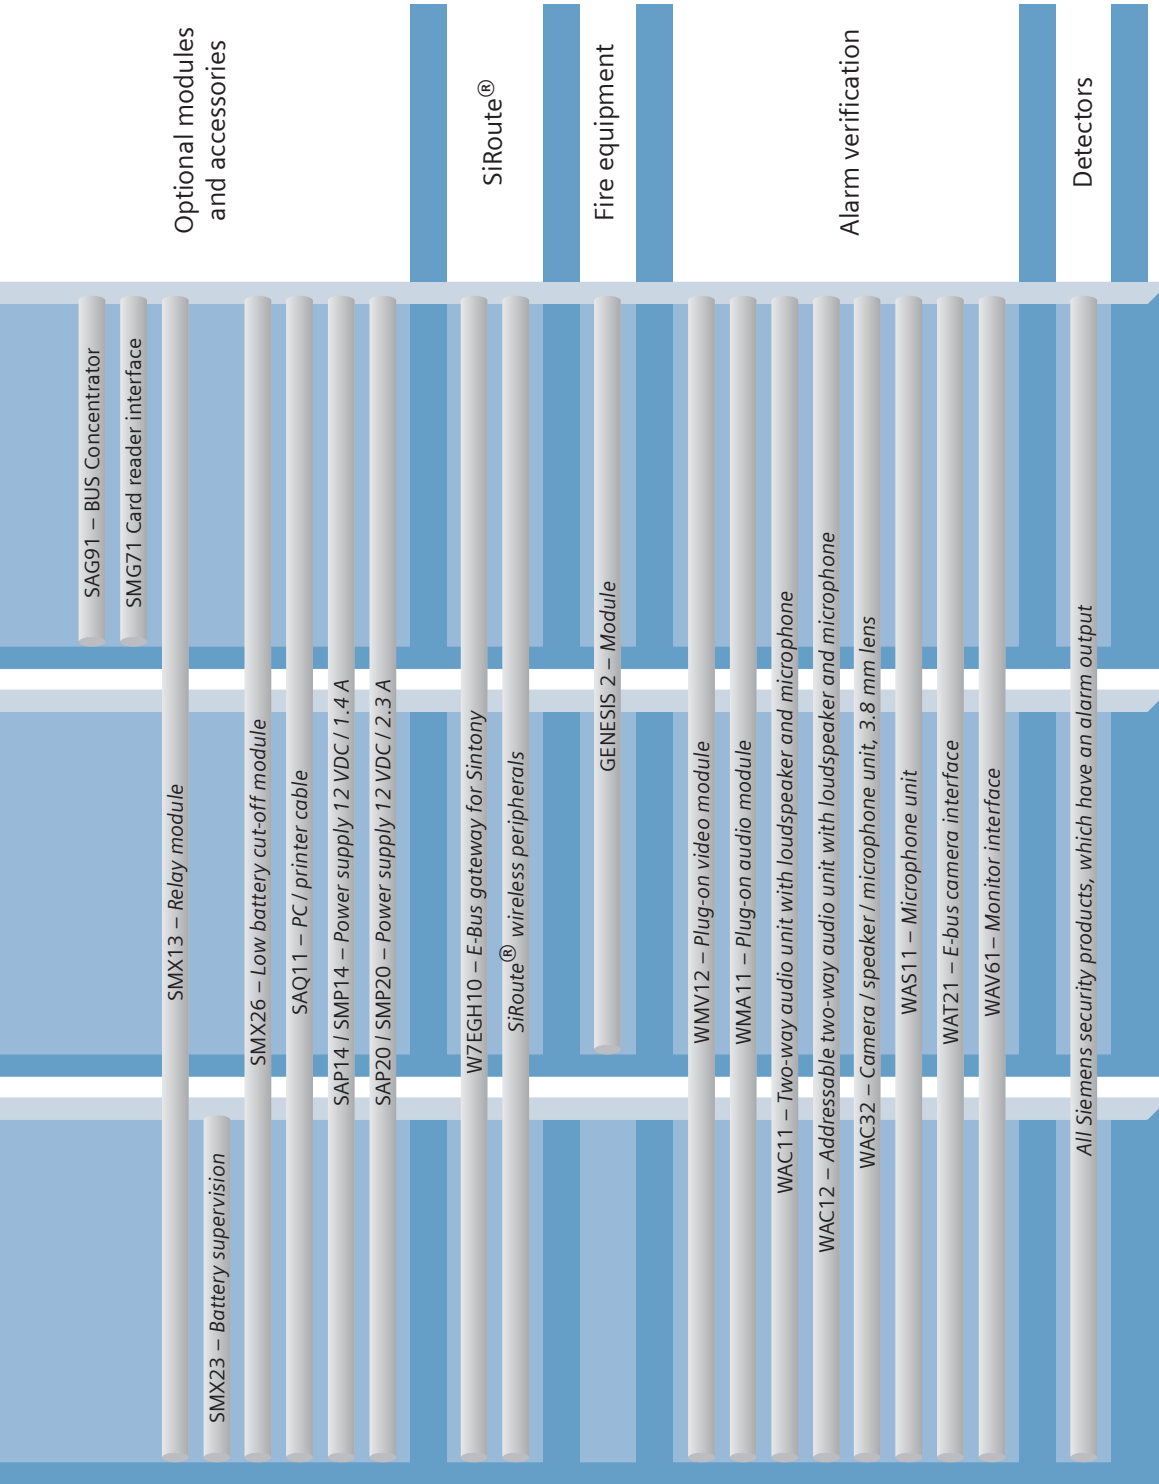 Optional modules
and accessories
SAG91 – BUS Concentrator
SMG71 Card reader interface
SMX13 – Relay module
SMX23 – Battery supervision
SMX26 – Low battery cut-off module
SAQ11 – PC / printer cable
SAP14 / SMP14 – Power supply 12 VDC / 1.4 A
SAP20 / SMP20 – Power supply 12 VDC / 2.3 A
SiRoute®
W7EGH10 – E-Bus gateway for Sintony
SiRoute® wireless peripherals
Fire equipment
GENESIS 2 – Module
Alarm verification
WMV12 – Plug-on video module
WMA11 – Plug-on audio module
WAC11 – Two-way audio unit with loudspeaker and microphone
WAC12 – Addressable two-way audio unit with loudspeaker and microphone
WAC32 – Camera / speaker / microphone unit, 3.8 mm lens
WAS11 – Microphone unit
WAT21 – E-bus camera interface
WAV61– Monitor interface
Detectors
All Siemens security products, which have an alarm output